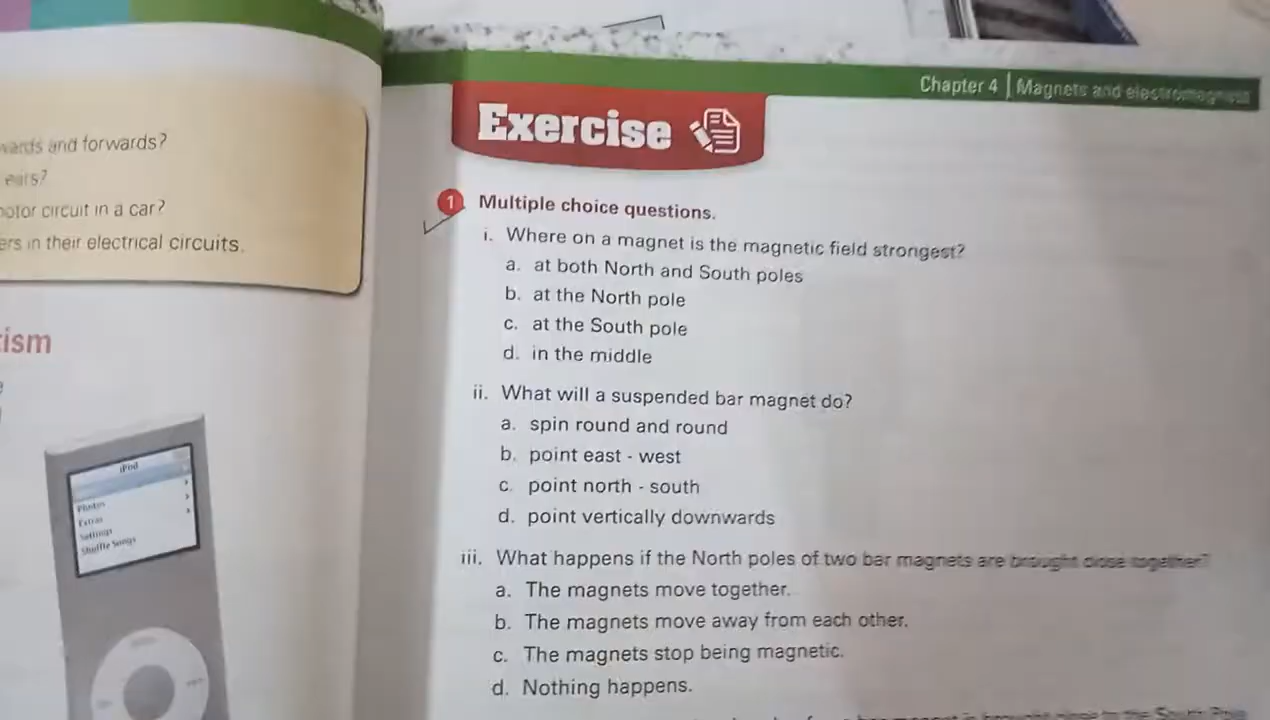 wards and forwards?
ears?
motor circuit in a car?
ers in their electrical circuits.
tism
iPod
Photos
Extras
Settings
Shuffle Songs
Chapter 4 | Magnets and electromagnets
Exercise
1 Multiple choice questions.
i. Where on a magnet is the magnetic field strongest?
a. at both North and South poles
b. at the North pole
c. at the South pole
d. in the middle
ii. What will a suspended bar magnet do?
a. spin round and round
b. point east - west
c. point north - south
d. point vertically downwards
iii. What happens if the North poles of two bar magnets are brought close together?
a. The magnets move together.
b. The magnets move away from each other.
c. The magnets stop being magnetic.
d. Nothing happens.